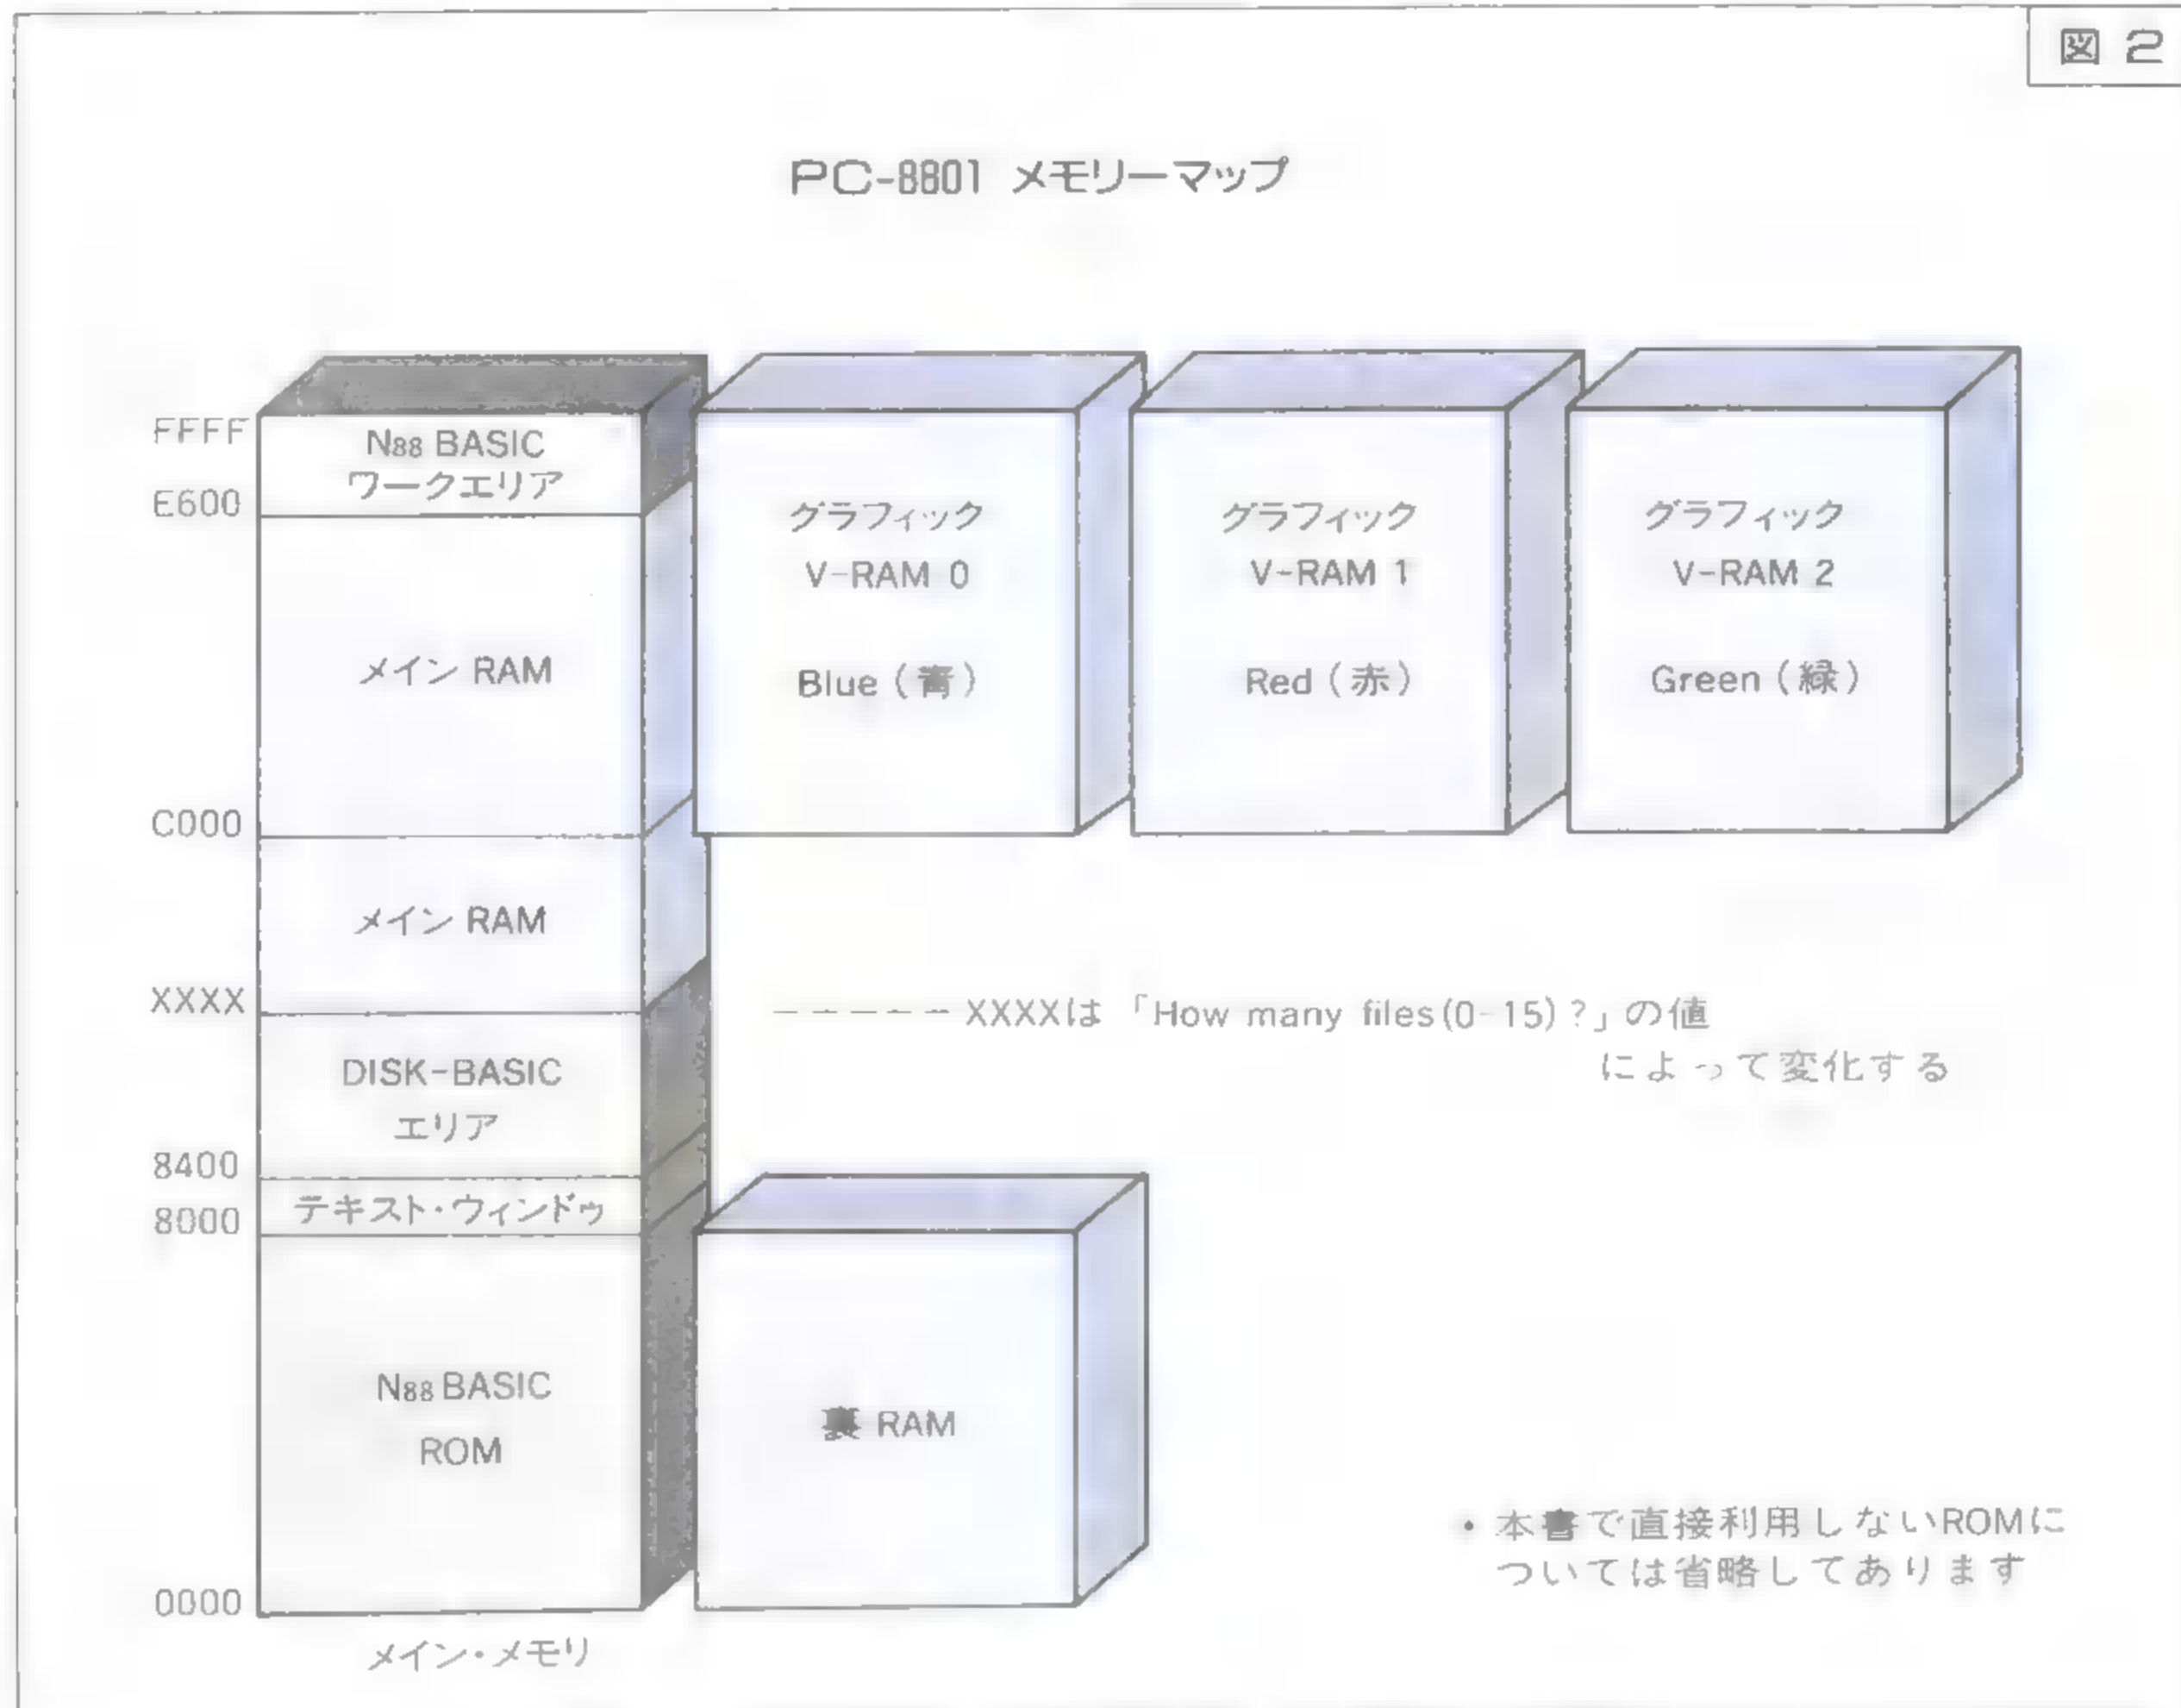 図 2
PC-8801 メモリーマップ
FFFF
N88 BASIC
ワークエリア
E600
メイン RAM
グラフィック
V-RAM 0
Blue (青)
グラフィック
V-RAM 1
Red (赤)
グラフィック
V-RAM 2
Green (緑)
C000
メイン RAM
XXXX
----- XXXXは「How many files(0-15)?」の値
によって変化する
DISK-BASIC
エリア
8400
テキスト・ウィンドゥ
8000
N88 BASIC
ROM
裏 RAM
0000
メイン・メモリ
・本書で直接利用しないROMに
ついては省略してあります